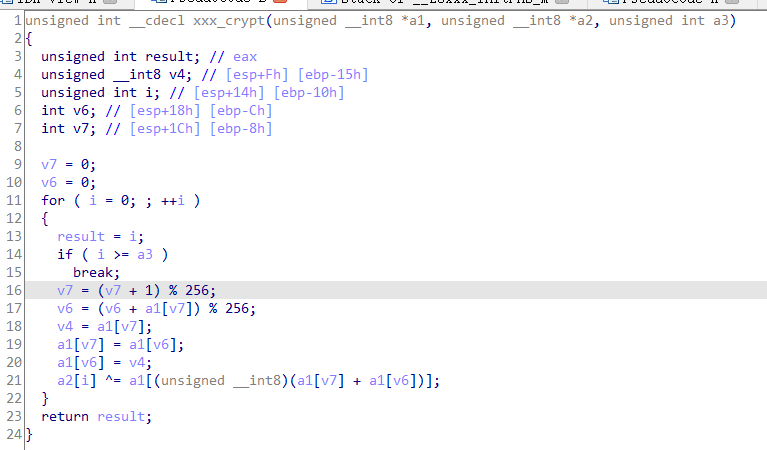 1 unsigned int __cdecl xxx_crypt(unsigned __int8 *a1, unsigned __int8 *a2, unsigned int a3)
2 {
3   unsigned int result; // eax
4   unsigned __int8 v4; // [esp+Fh] [ebp-15h]
5   unsigned int i; // [esp+14h] [ebp-10h]
6   int v6; // [esp+18h] [ebp-Ch]
7   int v7; // [esp+1Ch] [ebp-8h]
8
9   v7 = 0;
10   v6 = 0;
11   for ( i = 0; ; ++i )
12   {
13     result = i;
14     if ( i >= a3 )
15       break;
16     v7 = (v7 + 1) % 256;
17     v6 = (v6 + a1[v7]) % 256;
18     v4 = a1[v7];
19     a1[v7] = a1[v6];
20     a1[v6] = v4;
21     a2[i] ^= a1[(unsigned __int8)(a1[v7] + a1[v6])];
22   }
23   return result;
24 }